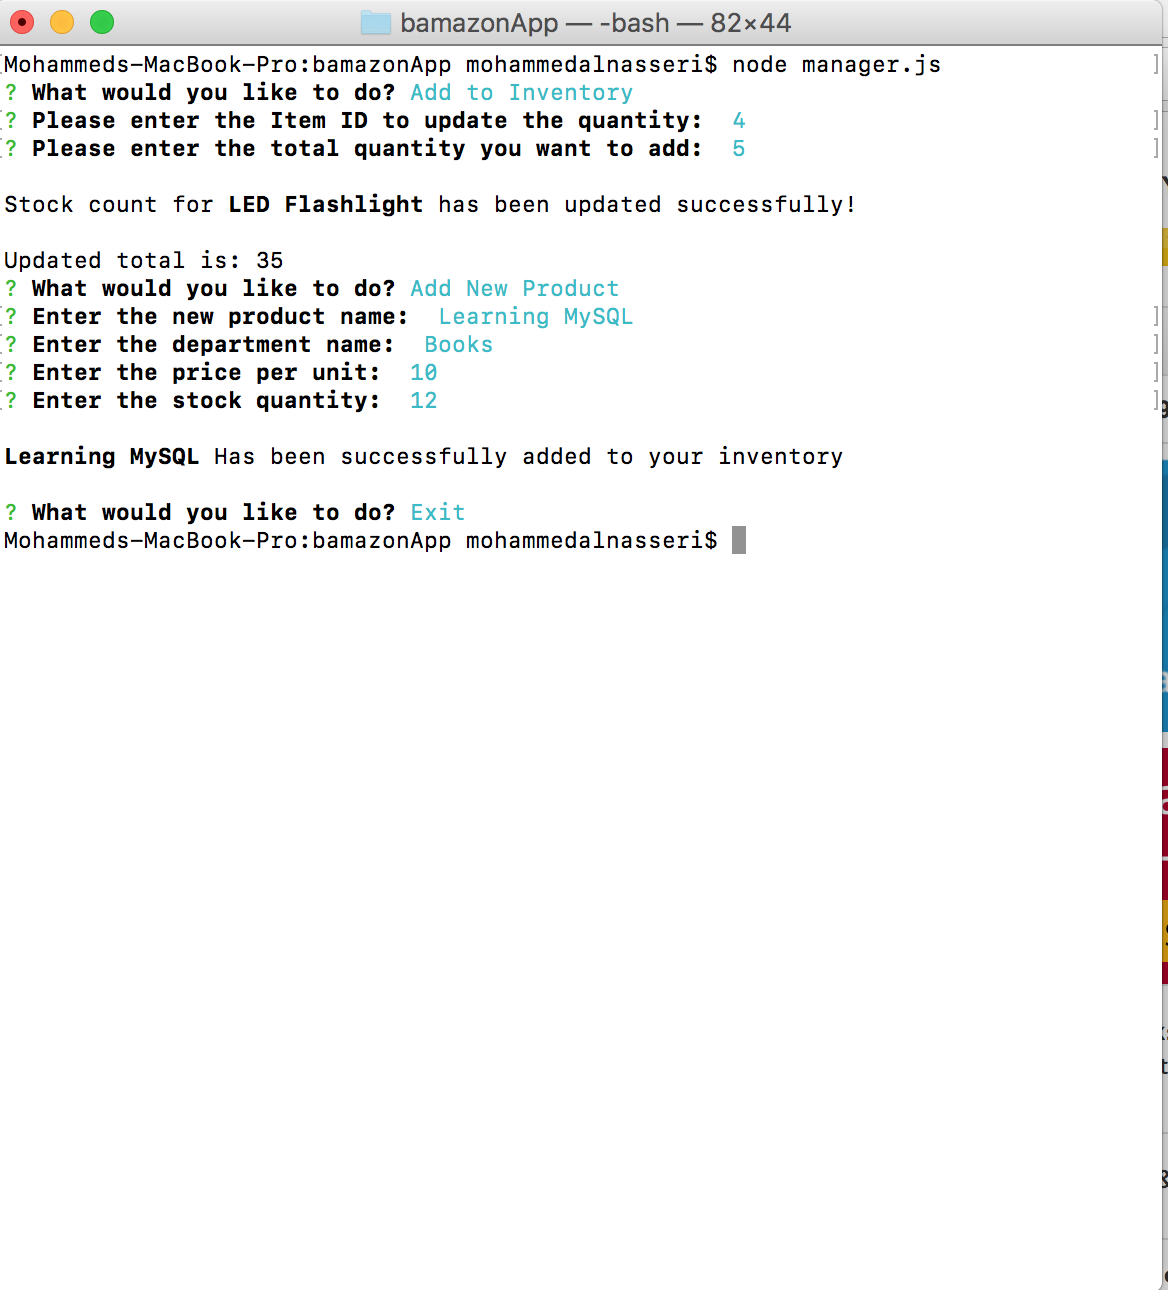 bamazonApp — -bash — 82×44
Mohammeds-MacBook-Pro:bamazonApp mohammedalnasseri$ node manager.js
? What would you like to do? Add to Inventory
? Please enter the Item ID to update the quantity:  4
? Please enter the total quantity you want to add:  5
Stock count for LED Flashlight has been updated successfully!
Updated total is: 35
? What would you like to do? Add New Product
? Enter the new product name:  Learning MySQL
? Enter the department name:  Books
? Enter the price per unit:  10
? Enter the stock quantity:  12
Learning MySQL Has been successfully added to your inventory
? What would you like to do? Exit
Mohammeds-MacBook-Pro:bamazonApp mohammedalnasseri$